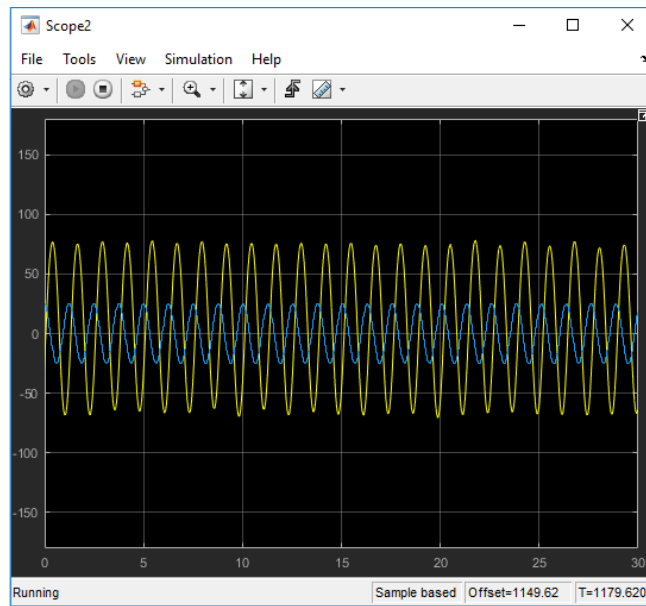 Scope2
File Tools View Simulation Help
150
100
50
0
-50
-100
-150
0 5 10 15 20 25 30
Running Sample based Offset=1149.62 T=1179.620